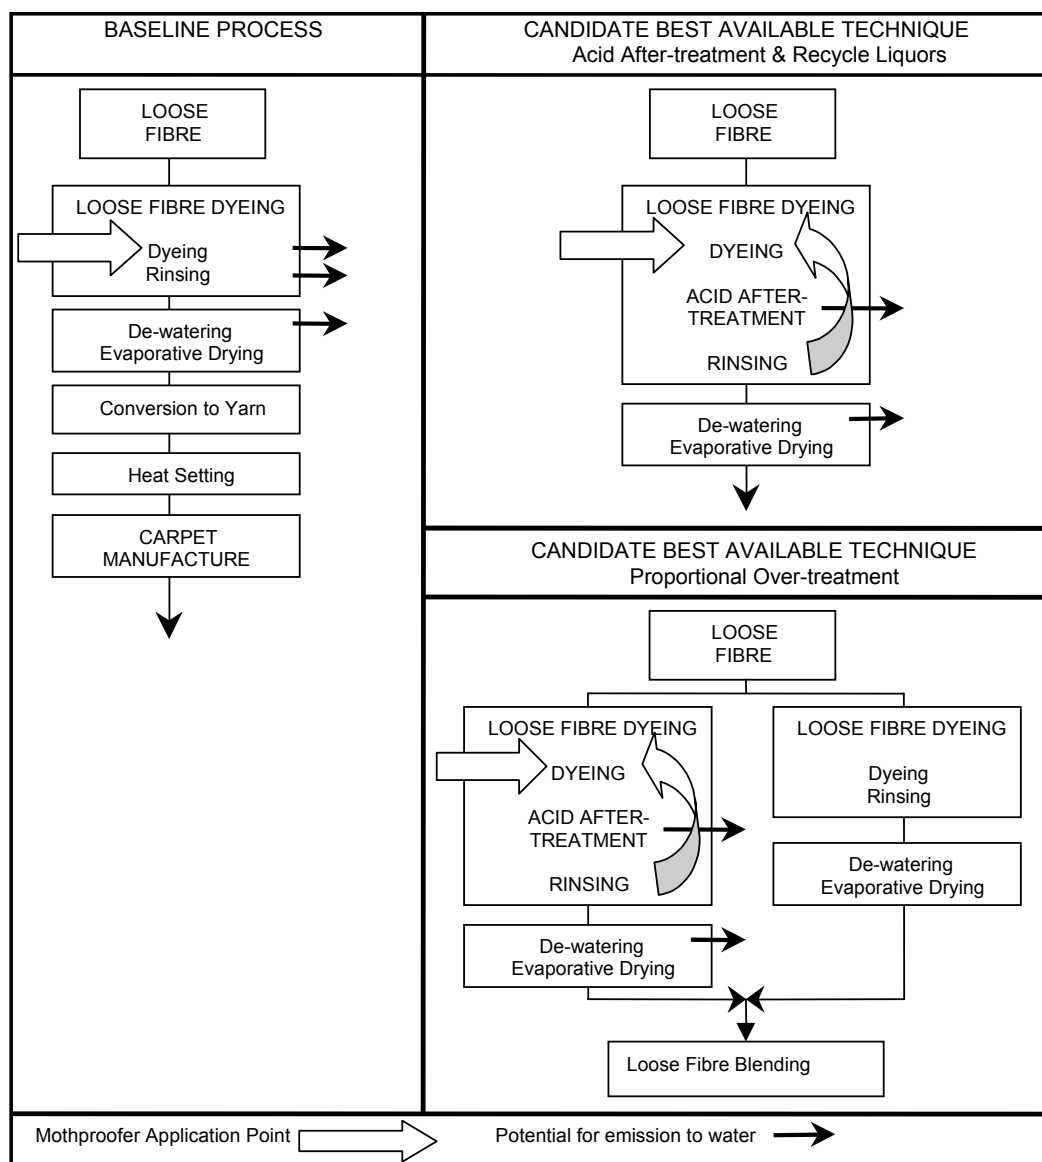 BASELINE PROCESS
LOOSE
FIBRE
LOOSE FIBRE DYEING
Dyeing
Rinsing
De-watering
Evaporative Drying
Conversion to Yarn
Heat Setting
CARPET
MANUFACTURE
CANDIDATE BEST AVAILABLE TECHNIQUE
Acid After-treatment & Recycle Liquors
LOOSE
FIBRE
LOOSE FIBRE DYEING
DYEING
ACID AFTER-
TREATMENT
RINSING
De-watering
Evaporative Drying
CANDIDATE BEST AVAILABLE TECHNIQUE
Proportional Over-treatment
LOOSE
FIBRE
LOOSE FIBRE DYEING
DYEING
ACID AFTER-
TREATMENT
RINSING
De-watering
Evaporative Drying
LOOSE FIBRE DYEING
Dyeing
Rinsing
De-watering
Evaporative Drying
Loose Fibre Blending
Mothproofer Application Point
Potential for emission to water